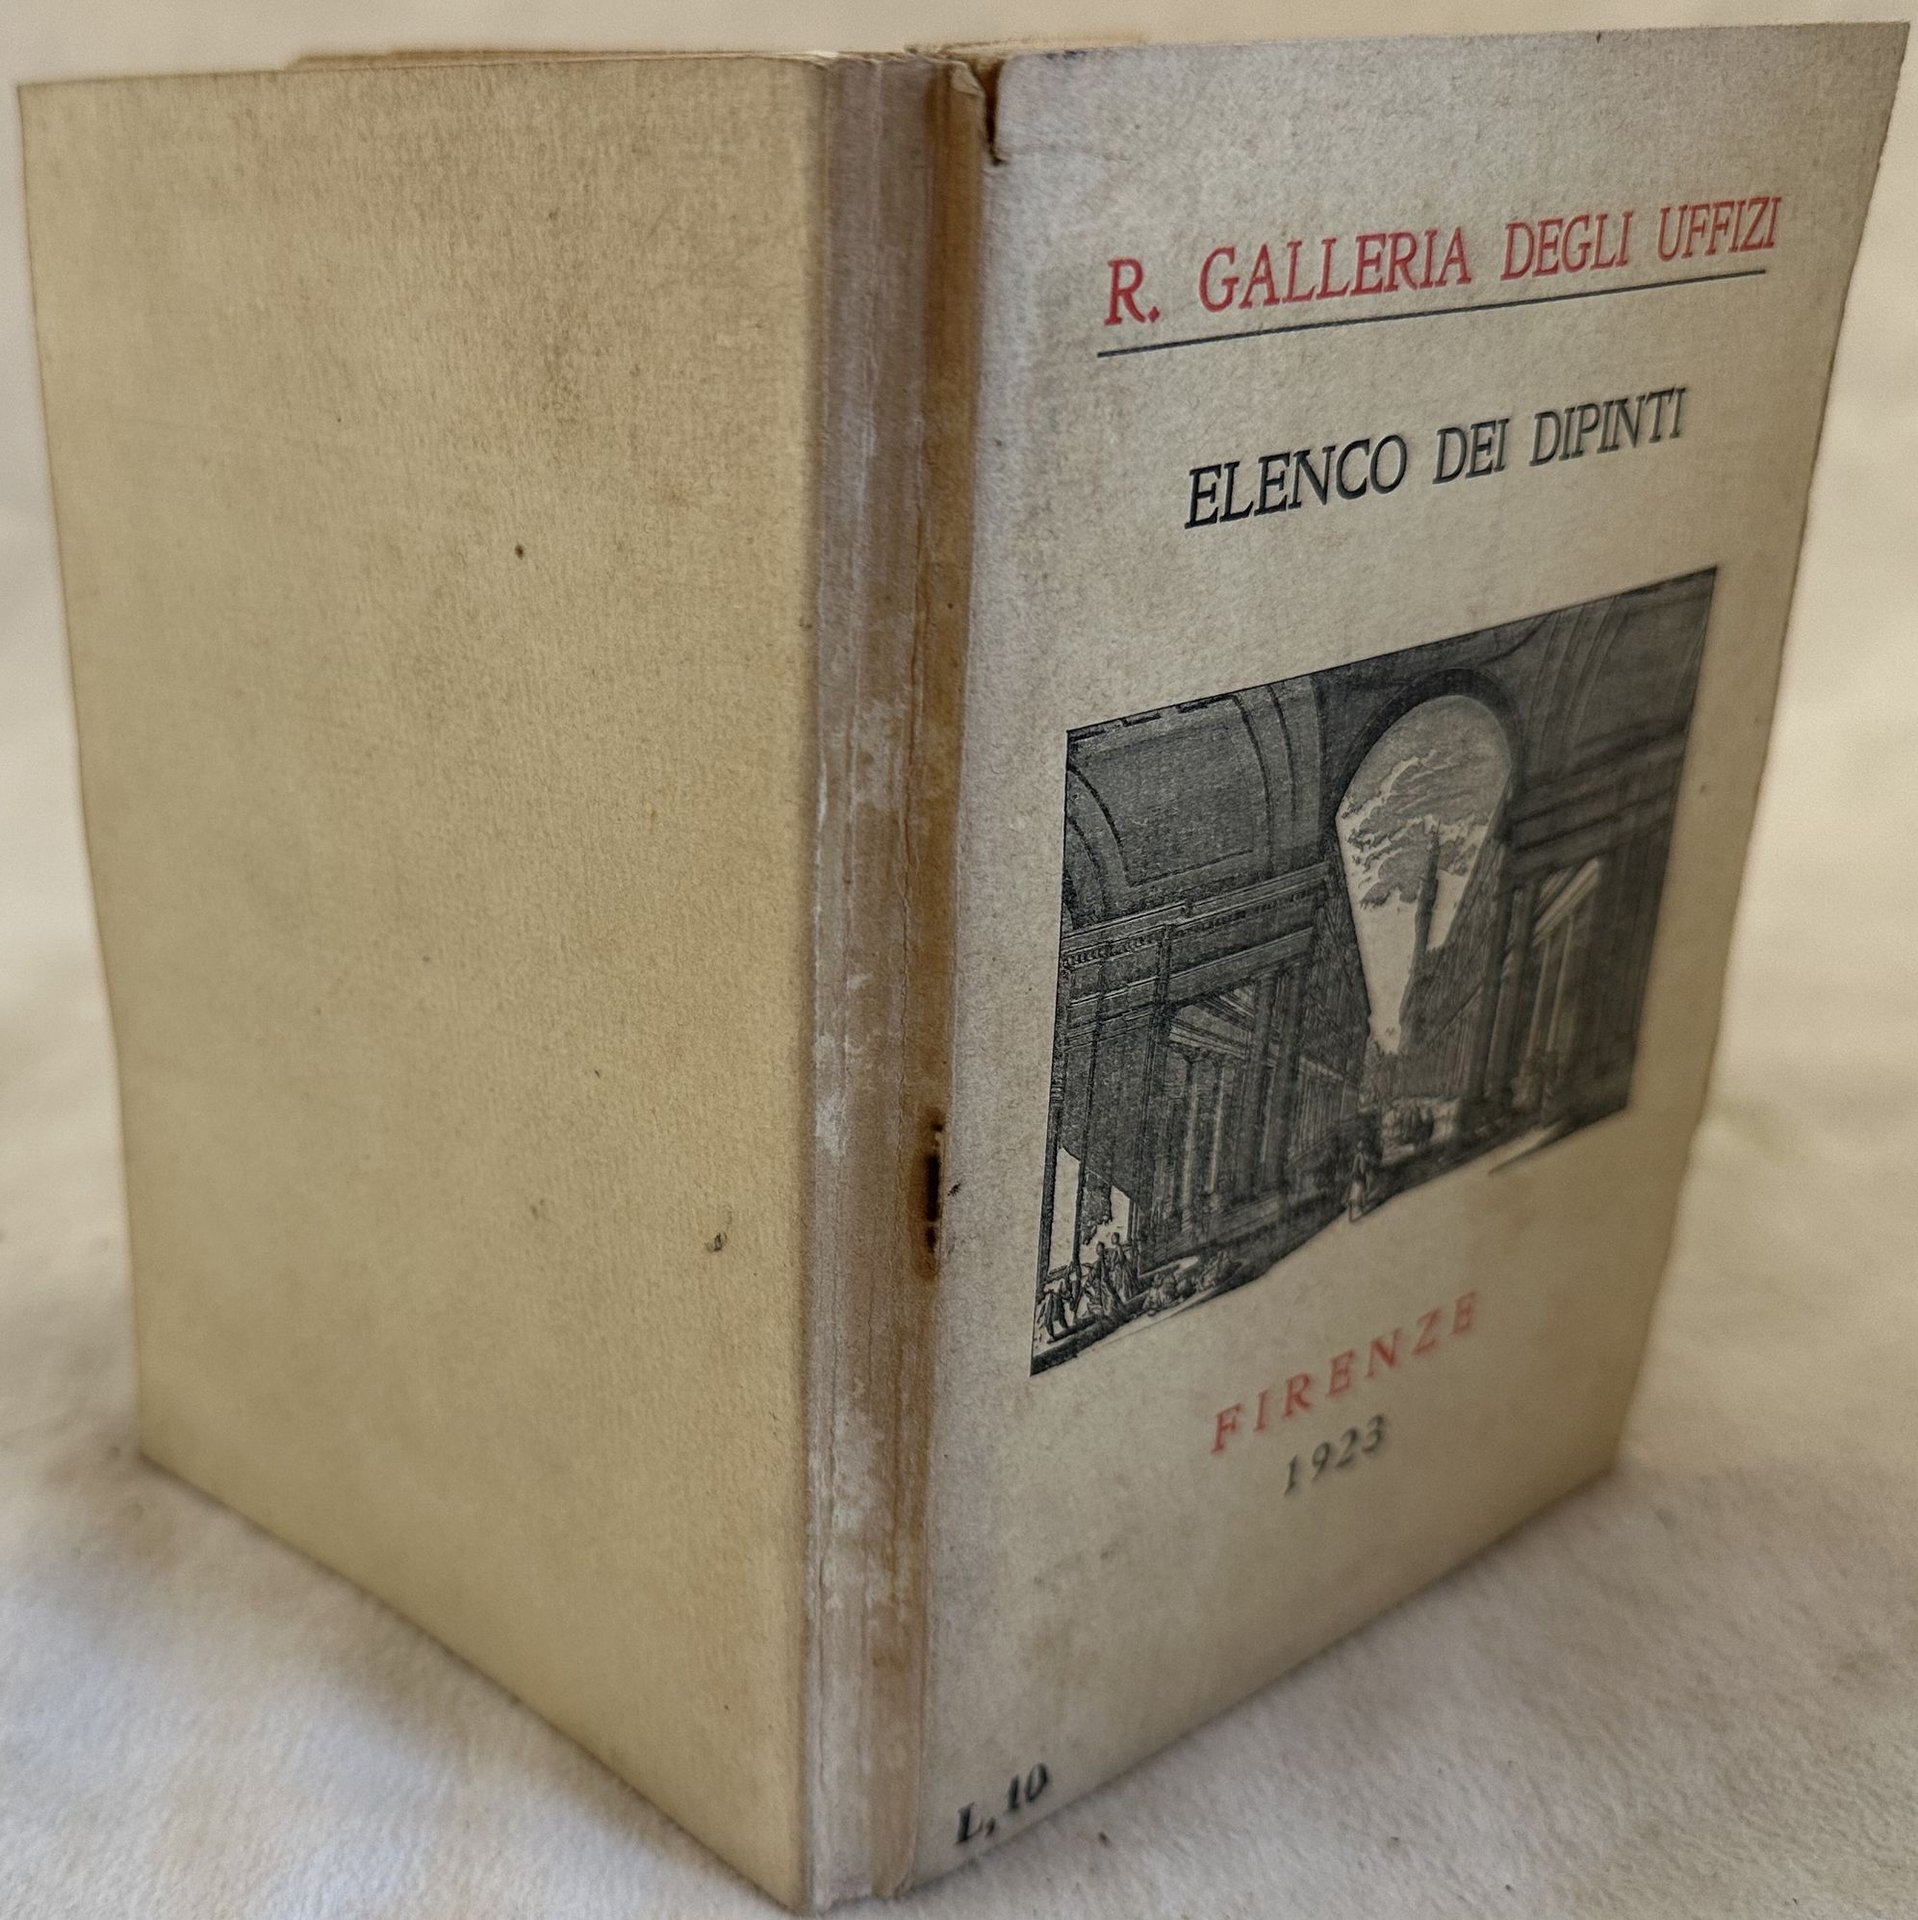 R. GALLERIA DEGLI UFFIZI
ELENCO DEI DIPINTI
FIRENZE
1923
L, 10